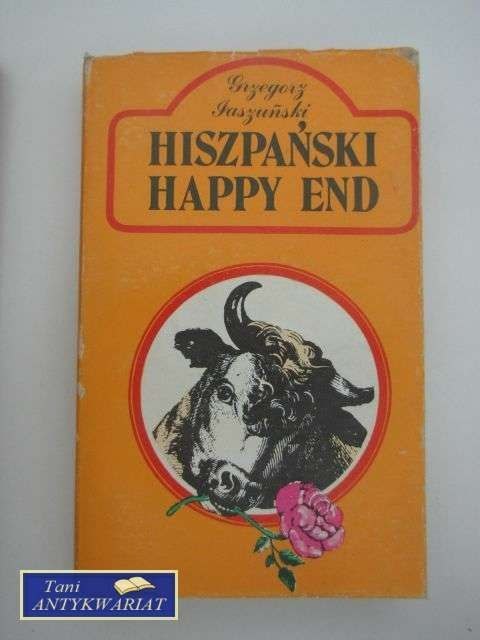 Grzegorz
Jaszuński
HISZPAŃSKI
HAPPY END
Tani
ANTYKWARIAT